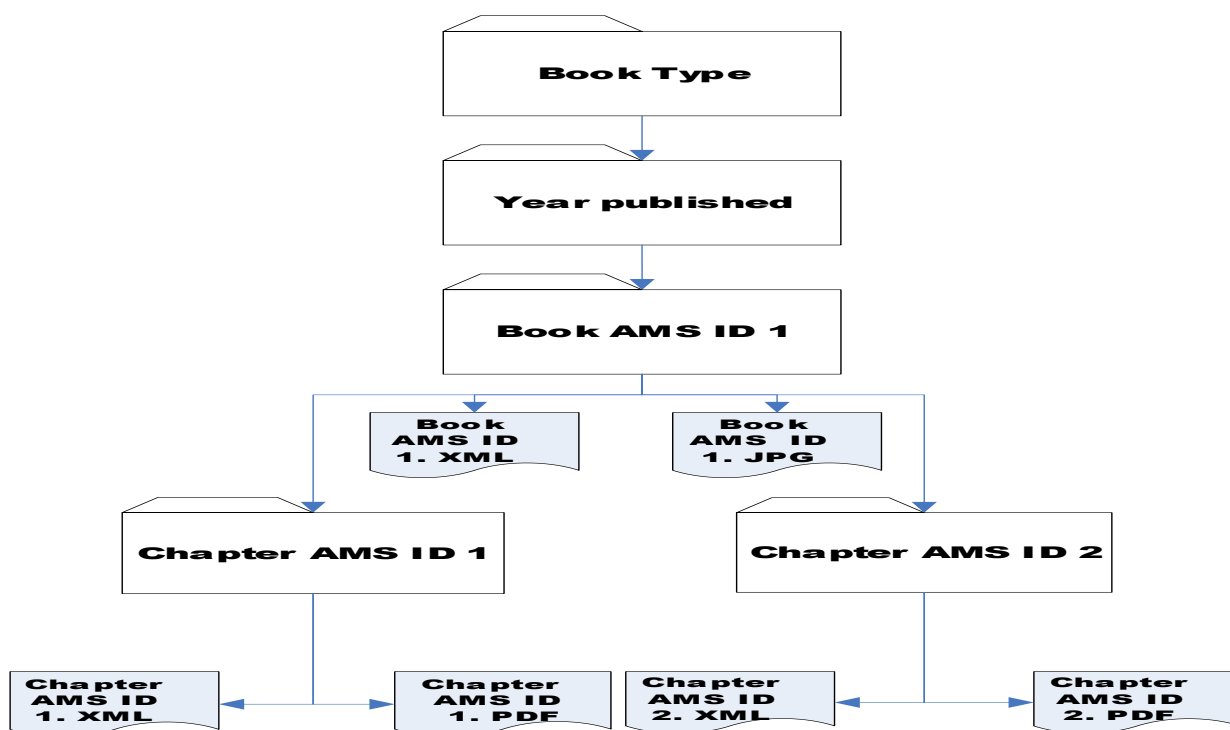 Book Type
Year published
Book AMS ID 1
Book
AMS ID
1. XML
Book
AMS ID
1. JPG
Chapter AMS ID 1
Chapter AMS ID 2
Chapter
AMS ID
1. XML
Chapter
AMS ID
1. PDF
Chapter
AMS ID
2. XML
Chapter
AMS ID
2. PDF